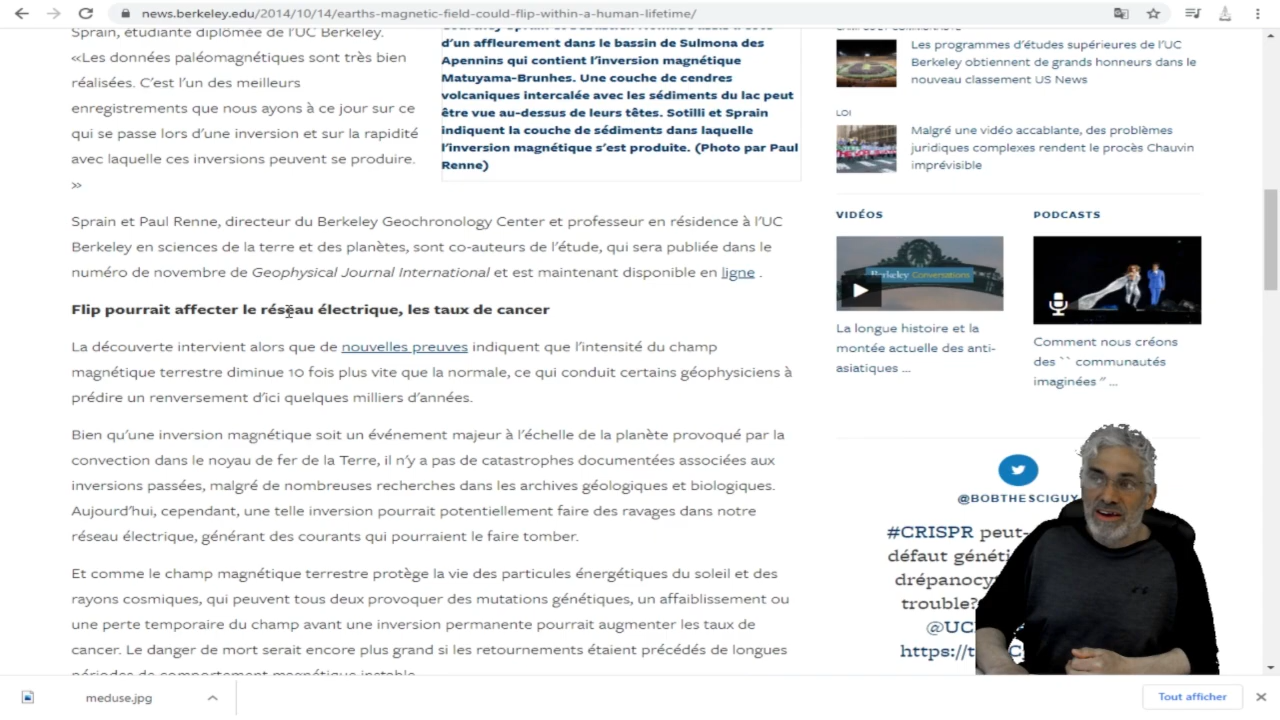 news.berkeley.edu/2014/10/14/earths-magnetic-field-could-flip-within-a-human-lifetime/
Sprain, étudiante diplômée de l'UC Berkeley.
«Les données paléomagnétiques sont très bien
réalisées. C'est l'un des meilleurs
enregistrements que nous ayons à ce jour sur ce
qui se passe lors d'une inversion et sur la rapidité
avec laquelle ces inversions peuvent se produire.
»
d'un affleurement dans le bassin de Sulmona des
Apennins qui contient l'inversion magnétique
Matuyama-Brunhes. Une couche de cendres
volcaniques intercalée avec les sédiments du lac peut
être vue au-dessus de leurs têtes. Sotilli et Sprain
indiquent la couche de sédiments dans laquelle
l'inversion magnétique s'est produite. (Photo par Paul
Renne)
Sprain et Paul Renne, directeur du Berkeley Geochronology Center et professeur en résidence à l'UC
Berkeley en sciences de la terre et des planètes, sont co-auteurs de l'étude, qui sera publiée dans le
numéro de novembre de Geophysical Journal International et est maintenant disponible en ligne .
Flip pourrait affecter le réseau électrique, les taux de cancer
La découverte intervient alors que de nouvelles preuves indiquent que l'intensité du champ
magnétique terrestre diminue 10 fois plus vite que la normale, ce qui conduit certains géophysiciens à
prédire un renversement d'ici quelques milliers d'années.
Bien qu'une inversion magnétique soit un événement majeur à l'échelle de la planète provoqué par la
convection dans le noyau de fer de la Terre, il n'y a pas de catastrophes documentées associées aux
inversions passées, malgré de nombreuses recherches dans les archives géologiques et biologiques.
Aujourd'hui, cependant, une telle inversion pourrait potentiellement faire des ravages dans notre
réseau électrique, générant des courants qui pourraient le faire tomber.
Et comme le champ magnétique terrestre protège la vie des particules énergétiques du soleil et des
rayons cosmiques, qui peuvent tous deux provoquer des mutations génétiques, un affaiblissement ou
une perte temporaire du champ avant une inversion permanente pourrait augmenter les taux de
cancer. Le danger de mort serait encore plus grand si les retournements étaient précédés de longues
périodes de comportement magnétique instable.
Les programmes d'études supérieures de l'UC
Berkeley obtiennent de grands honneurs dans le
nouveau classement US News
LOI
Malgré une vidéo accablante, des problèmes
juridiques complexes rendent le procès Chauvin
imprévisible
VIDÉOS
Berkeley Conversations
La longue histoire et la
montée actuelle des anti-
asiatiques ...
PODCASTS
Comment nous créons
des `` communautés
imaginées '' ...
@BOBTHESCIGUY
#CRISPR peut-
défaut généti
drépanocy
trouble?
@UC
https://t
meduse.jpg
Tout afficher